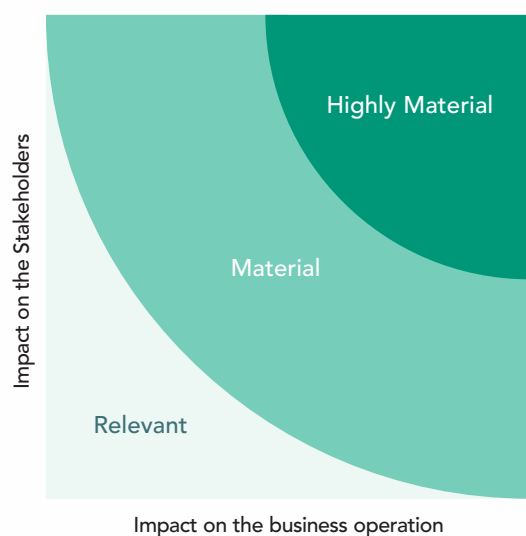 Highly Material
Impact on the Stakeholders
Material
Relevant
Impact on the business operation